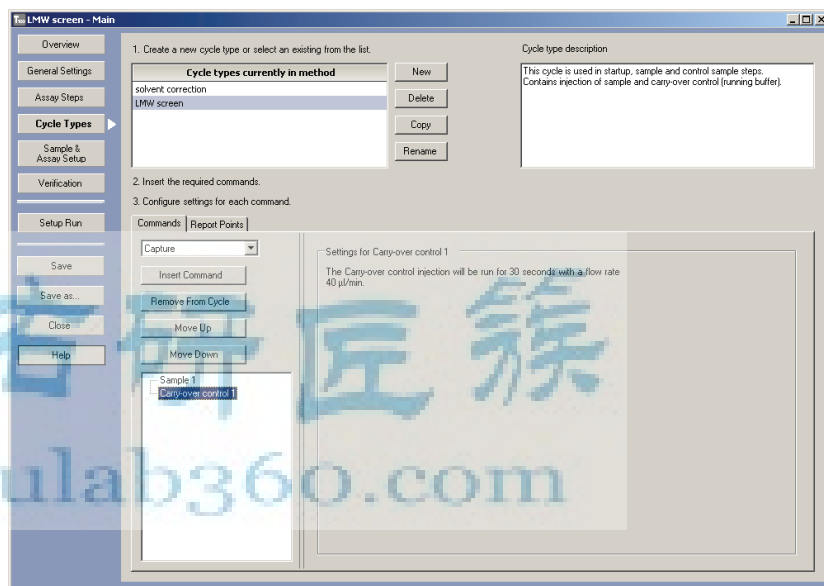 T200 LMW screen - Main
Overview
General Settings
Assay Steps
Cycle Types
Sample &
Assay Setup
Verification
Setup Run
Save
Save as...
Close
Help
1. Create a new cycle type or select an existing from the list.
Cycle types currently in method
solvent correction
LMW screen
New
Delete
Copy
Rename
Cycle type description
This cycle is used in startup, sample and control sample steps.
Contains injection of sample and carry-over control (running buffer).
2. Insert the required commands.
3. Configure settings for each command.
Commands
Report Points
Capture
Insert Command
Remove From Cycle
Move Up
Move Down
Sample 1
Carry-over control 1
Settings for Carry-over control 1
The Carry-over control injection will be run for 30 seconds with a flow rate
40 µl/min.
研匠簇
ulab360.com